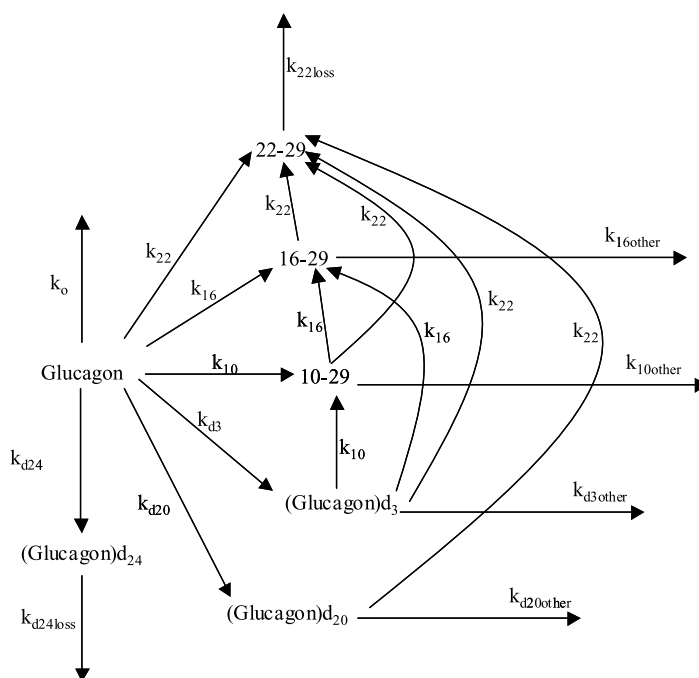 k22loss
22-29
k22
k22
k22
16-29
k16other
ko
k16
k22
k16
k16
k22
Glucagon
k10
10-29
k10other
kd3
k10
kd24
kd20
(Glucagon)d3
kd3other
(Glucagon)d24
kd20other
(Glucagon)d20
kd24loss